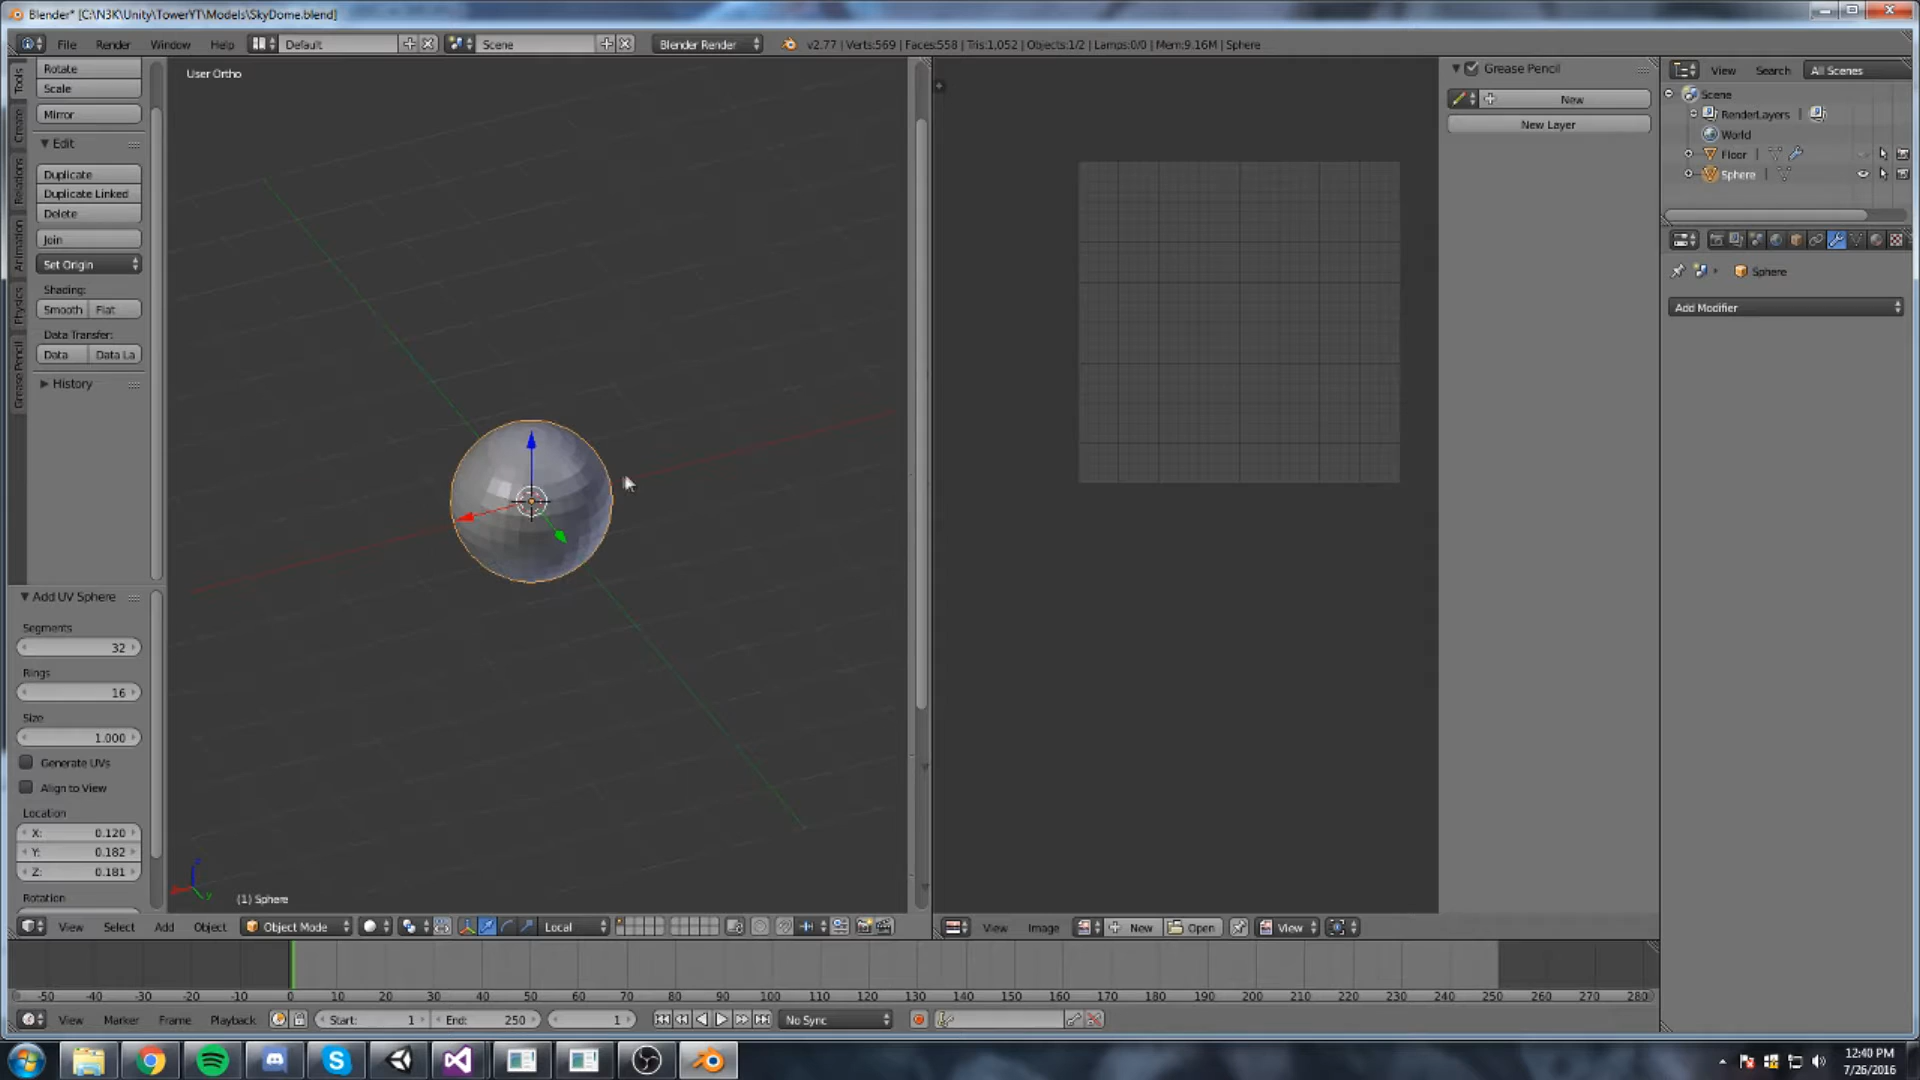 Blender* [C:\N3K\Unity\TowerYT\Models\SkyDome.blend]
File Render Window Help Default Scene Blender Render v2.77 | Verts:569 | Faces:558 | Tris:1,052 | Objects:1/2 | Lamps:0/0 | Mem:9.16M | Sphere
Tools
Create
Relations
Animation
Physics
Grease Pencil
Rotate
Scale
Mirror
Edit
Duplicate
Duplicate Linked
Delete
Join
Set Origin
Shading:
Smooth Flat
Data Transfer:
Data Data La
History
Add UV Sphere
Segments
32
Rings
16
Size
1.000
Generate UVs
Align to View
Location
X: 0.120
Y: 0.182
Z: 0.181
Rotation
User Ortho
(1) Sphere
View Select Add Object Object Mode Local
Grease Pencil
New
New Layer
View Image New Open View
View Search All Scenes
Scene
RenderLayers
World
Floor
Sphere
Sphere
Add Modifier
-50 -40 -30 -20 -10 0 10 20 30 40 50 60 70 80 90 100 110 120 130 140 150 160 170 180 190 200 210 220 230 240 250 260 270 280
View Marker Frame Playback Start: 1 End: 250 1 No Sync
12:40 PM
7/26/2016